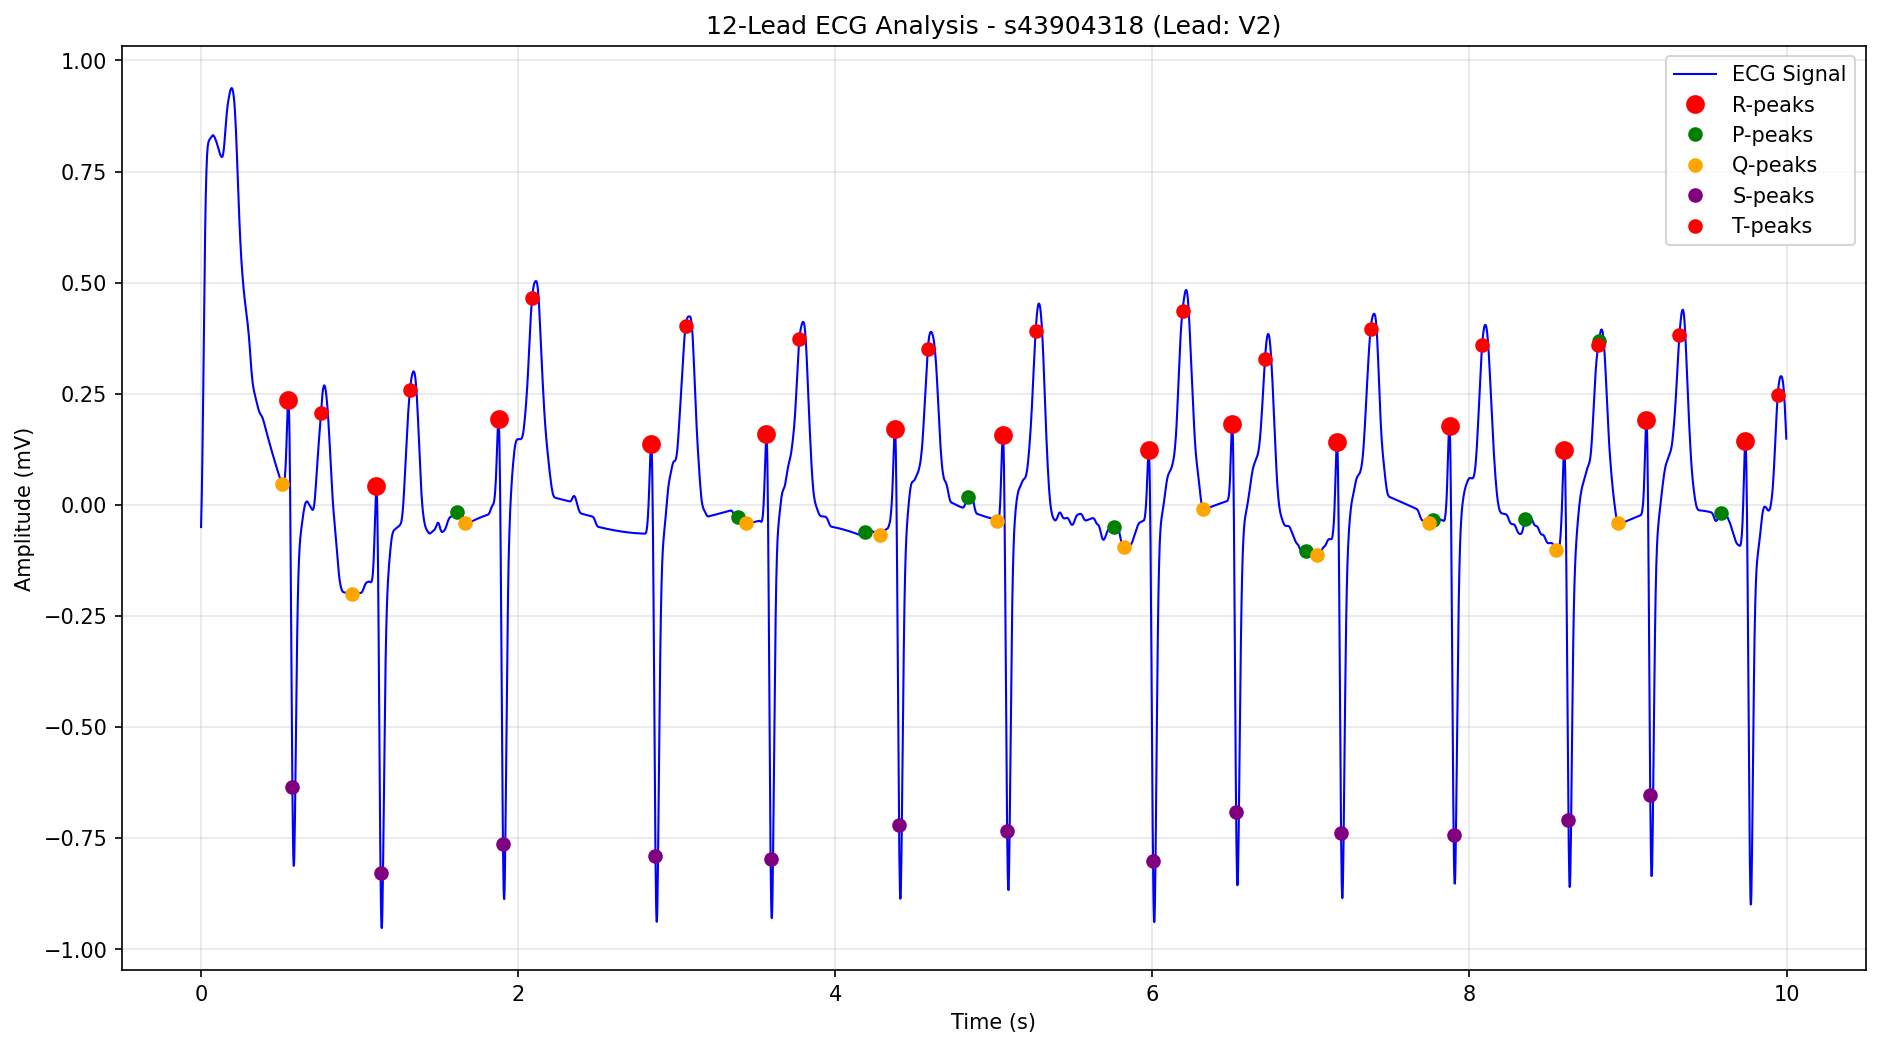 12-Lead ECG Analysis - s43904318 (Lead: V2)
ECG Signal
R-peaks
P-peaks
Q-peaks
S-peaks
T-peaks
1.00
0.75
0.50
0.25
0.00
−0.25
−0.50
−0.75
−1.00
Amplitude (mV)
0 2 4 6 8 10
Time (s)